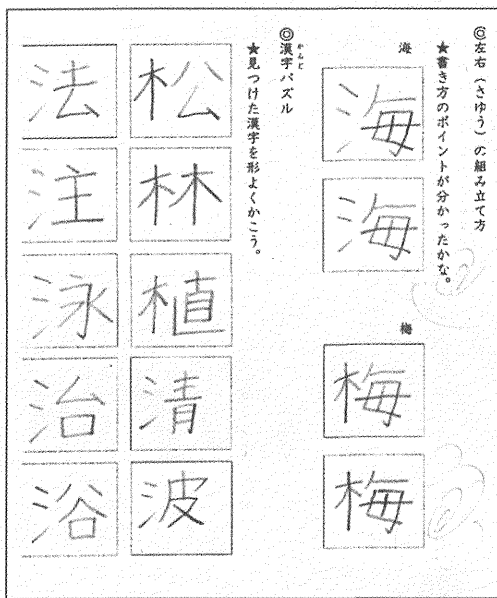 ◎左右(さゆう)の組み立て方
★書き方のポイントが分かったかな。
海
海
海
梅
梅
梅
◎漢字パズル
かんじ
★見つけた漢字を形よくかこう。
松
林
植
清
波
法
注
泳
治
浴